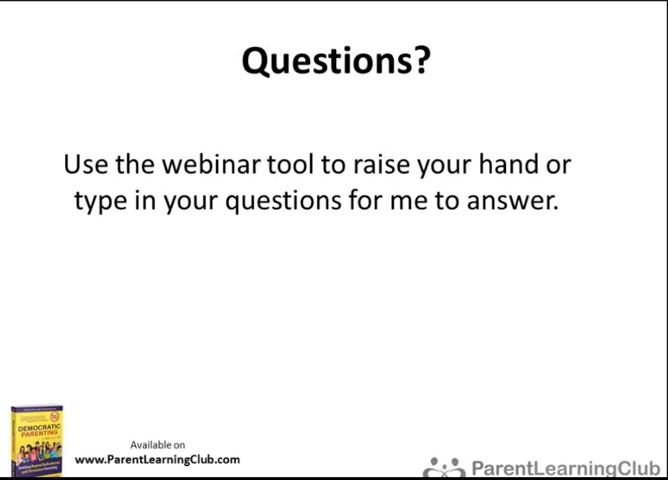 Questions?
Use the webinar tool to raise your hand or
type in your questions for me to answer.
DEMOCRATIC
PARENTING
Available on
www.ParentLearningClub.com
ParentLearningClub